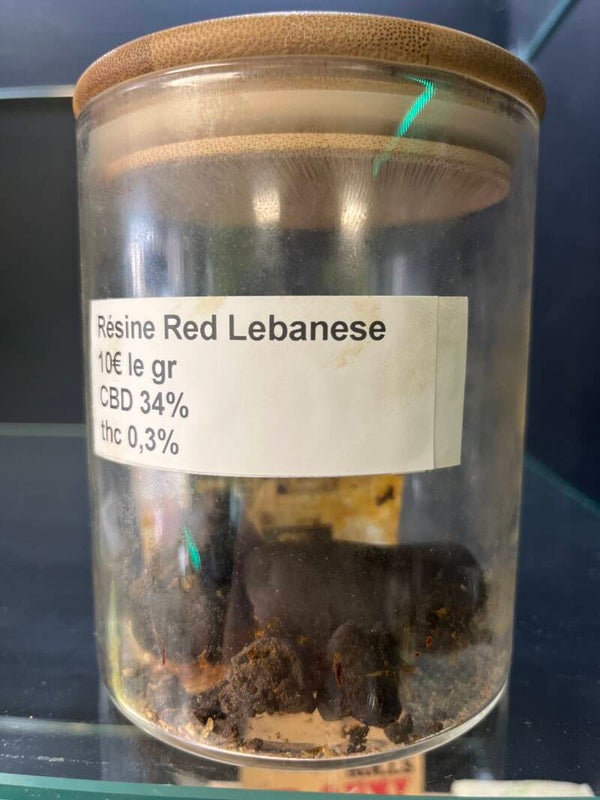 Résine Red Lebanese
10€ le gr
CBD 34%
thc 0,3%